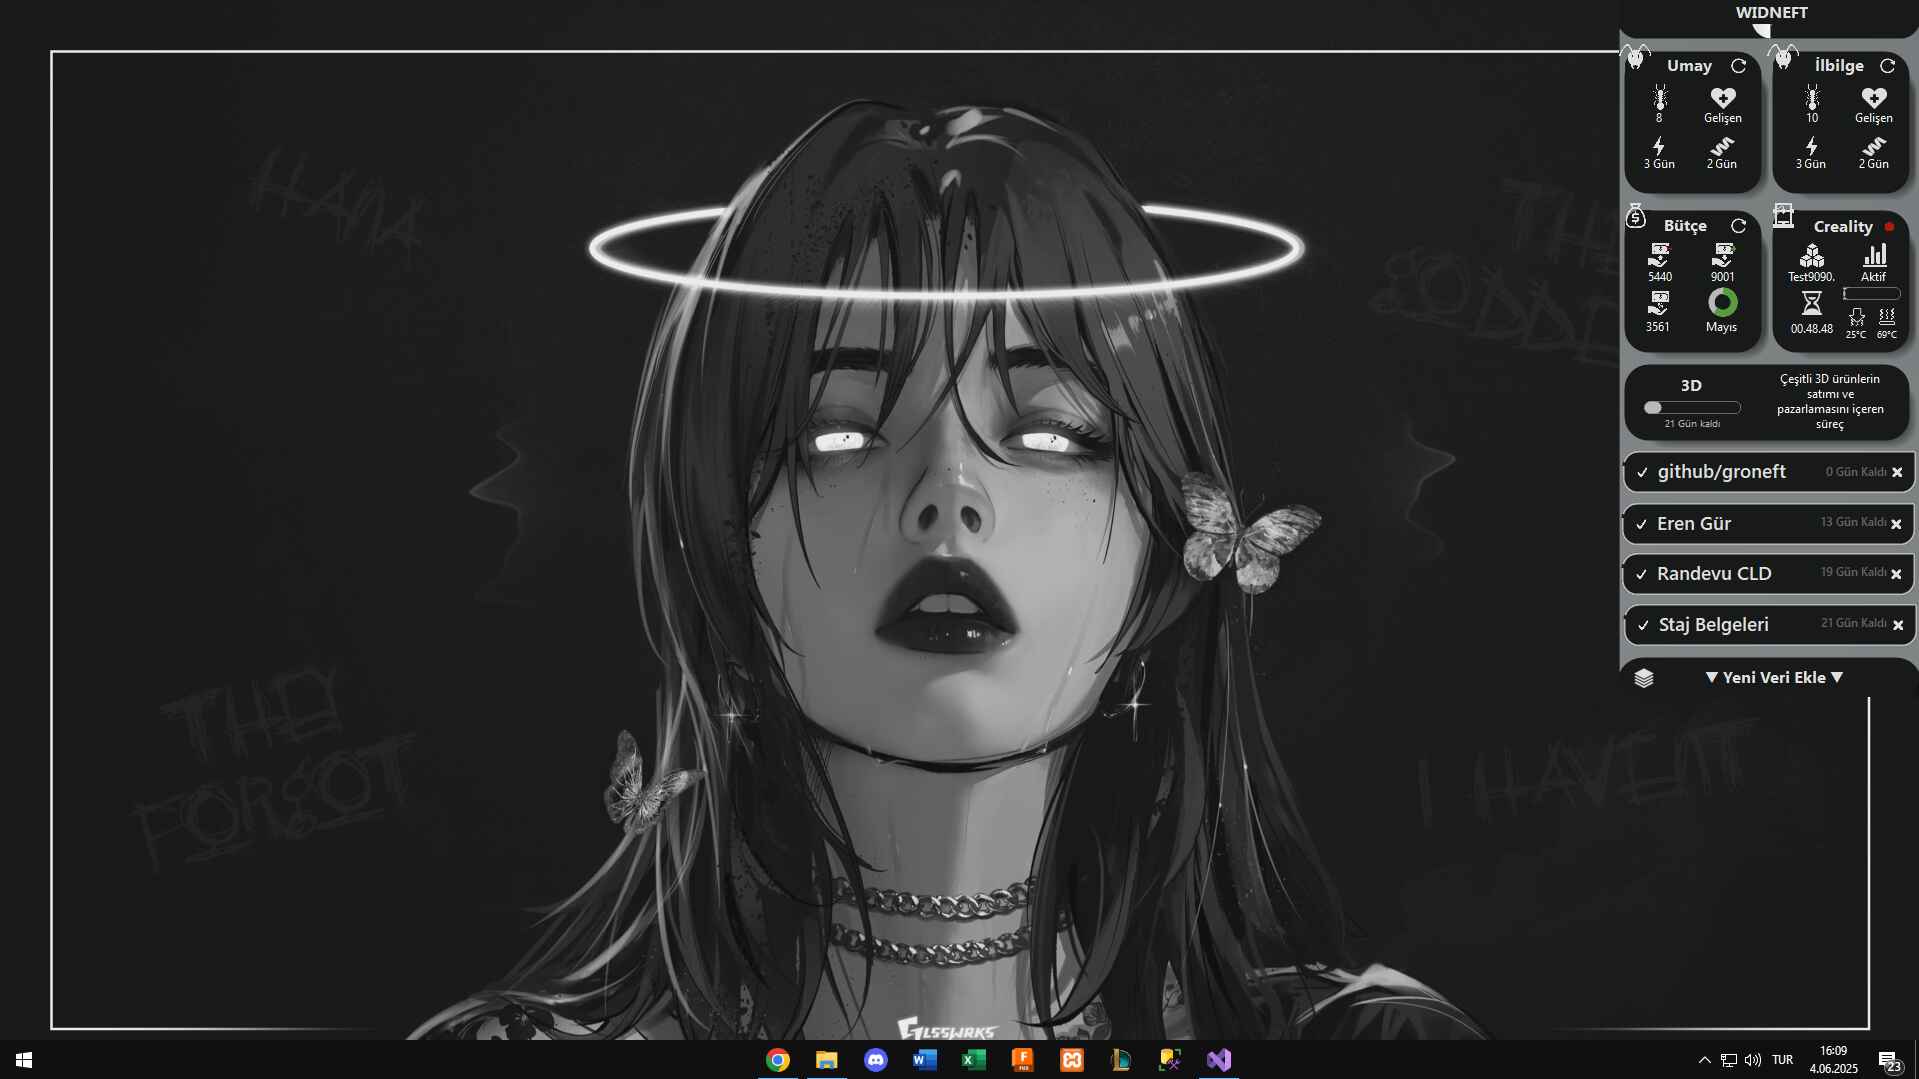 WIDNEFT
Umay
İlbilge
8
Gelişen
10
Gelişen
3 Gün
2 Gün
3 Gün
2 Gün
Bütçe
Creality
5440
9001
Test9090.
Aktif
3561
Mayıs
00.48.48
25°C
69°C
3D
21 Gün kaldı
Çeşitli 3D ürünlerin
satımı ve
pazarlamasını içeren
süreç
github/groneft
0 Gün Kaldı
Eren Gür
13 Gün Kaldı
Randevu CLD
19 Gün Kaldı
Staj Belgeleri
21 Gün Kaldı
▼ Yeni Veri Ekle ▼
HANA
THE
GODDE
THEY
FORGOT
I HAVENT
GLSSWRKS
TUR
16:09
4.06.2025
23